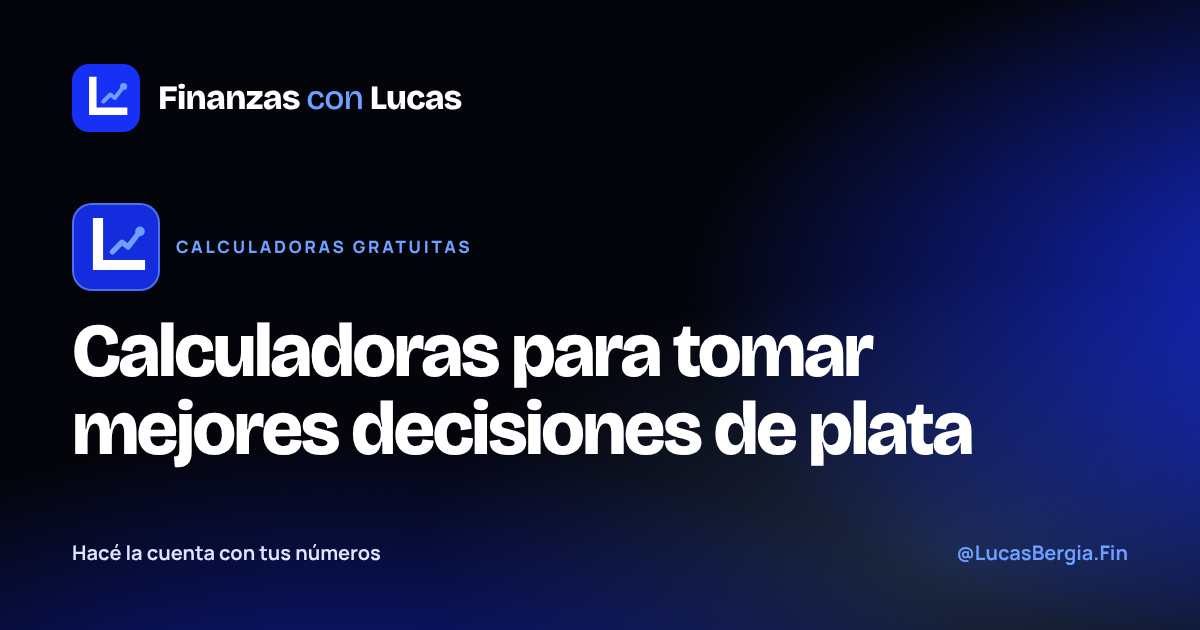 Finanzas con Lucas
CALCULADORAS GRATUITAS
Calculadoras para tomar
mejores decisiones de plata
Hacé la cuenta con tus números
@LucasBergia.Fin